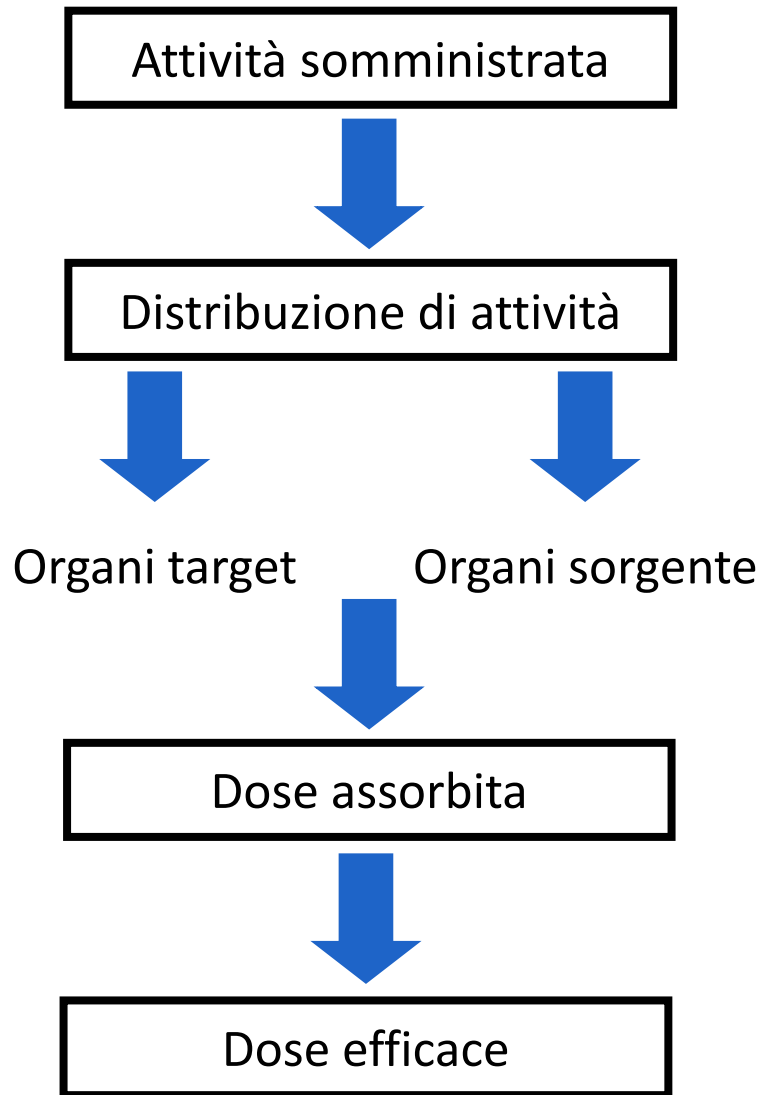 Attività somministrata
Distribuzione di attività
Organi target
Organi sorgente
Dose assorbita
Dose efficace